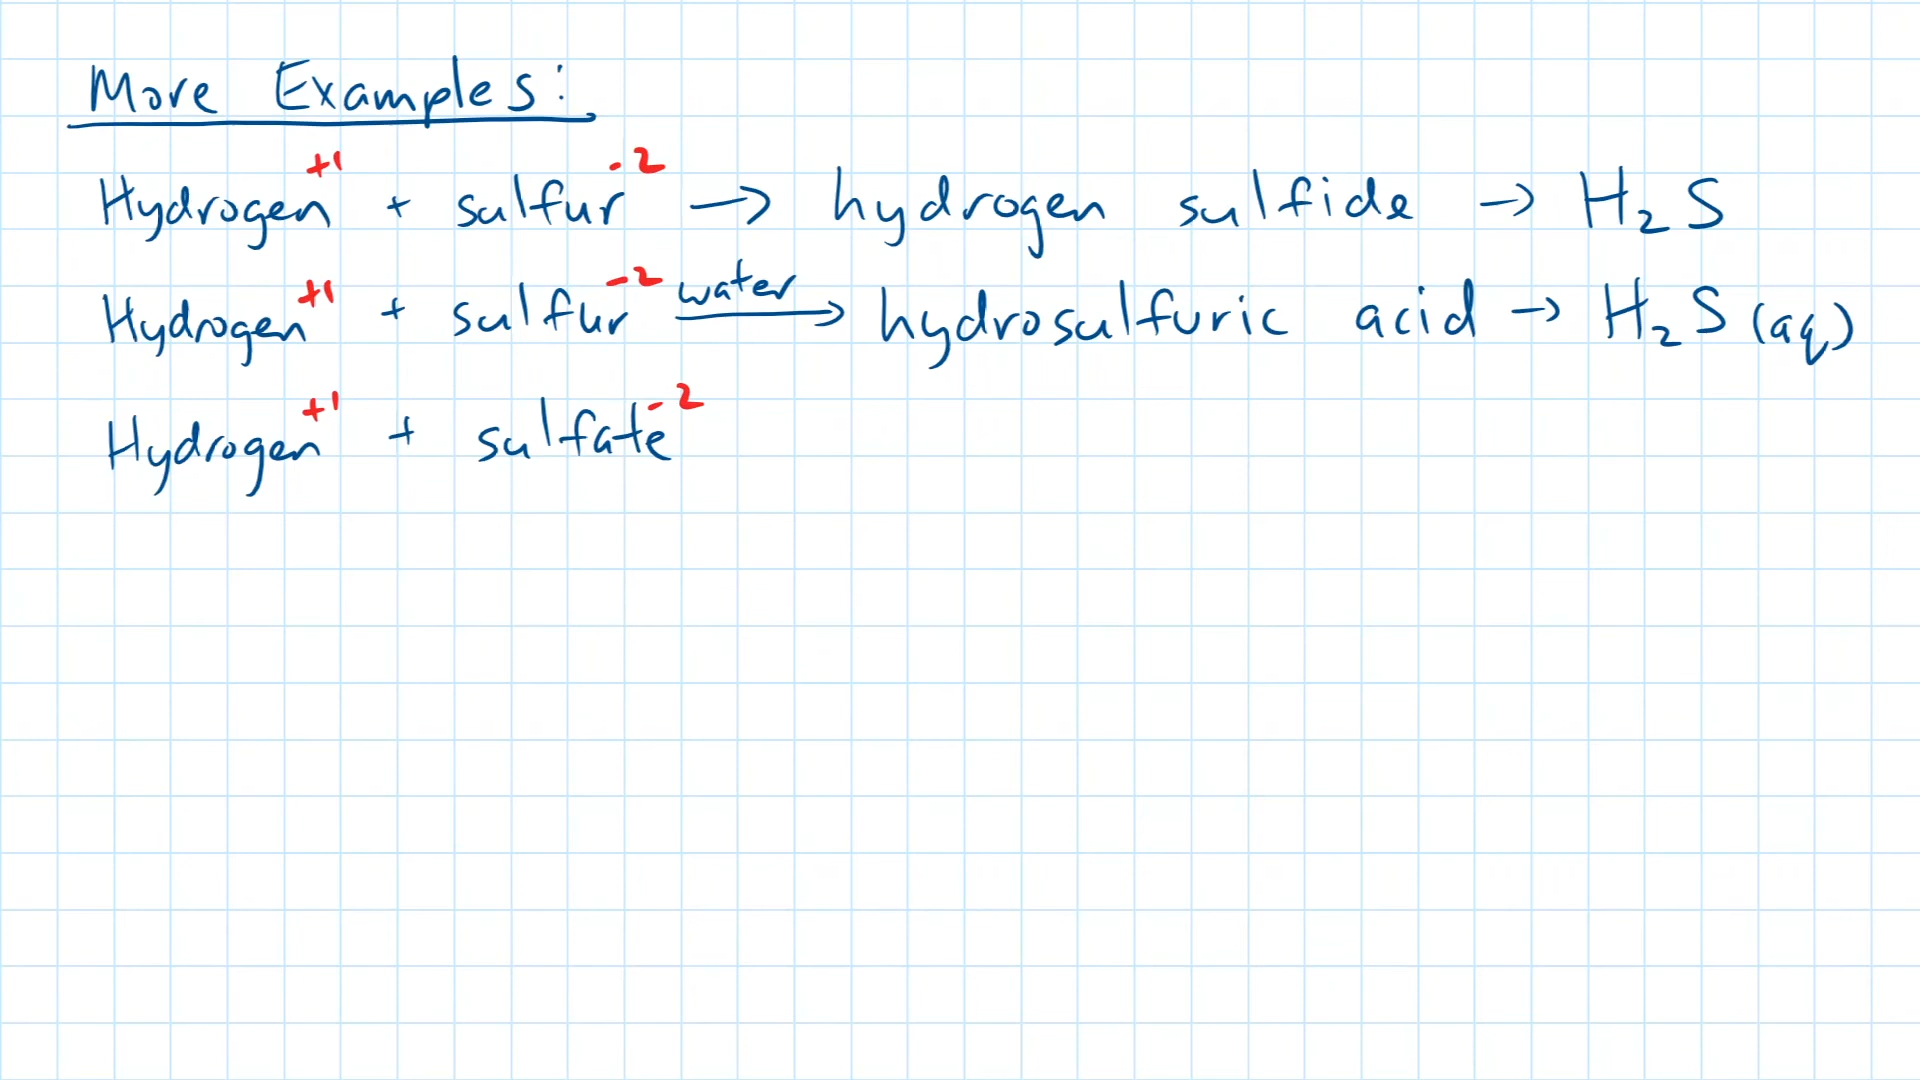 More Examples:
Hydrogen⁺¹ + sulfur⁻² → hydrogen sulfide → H₂S
Hydrogen⁺¹ + sulfur⁻² water→ hydrosulfuric acid → H₂S (aq)
Hydrogen⁺¹ + sulfate⁻²